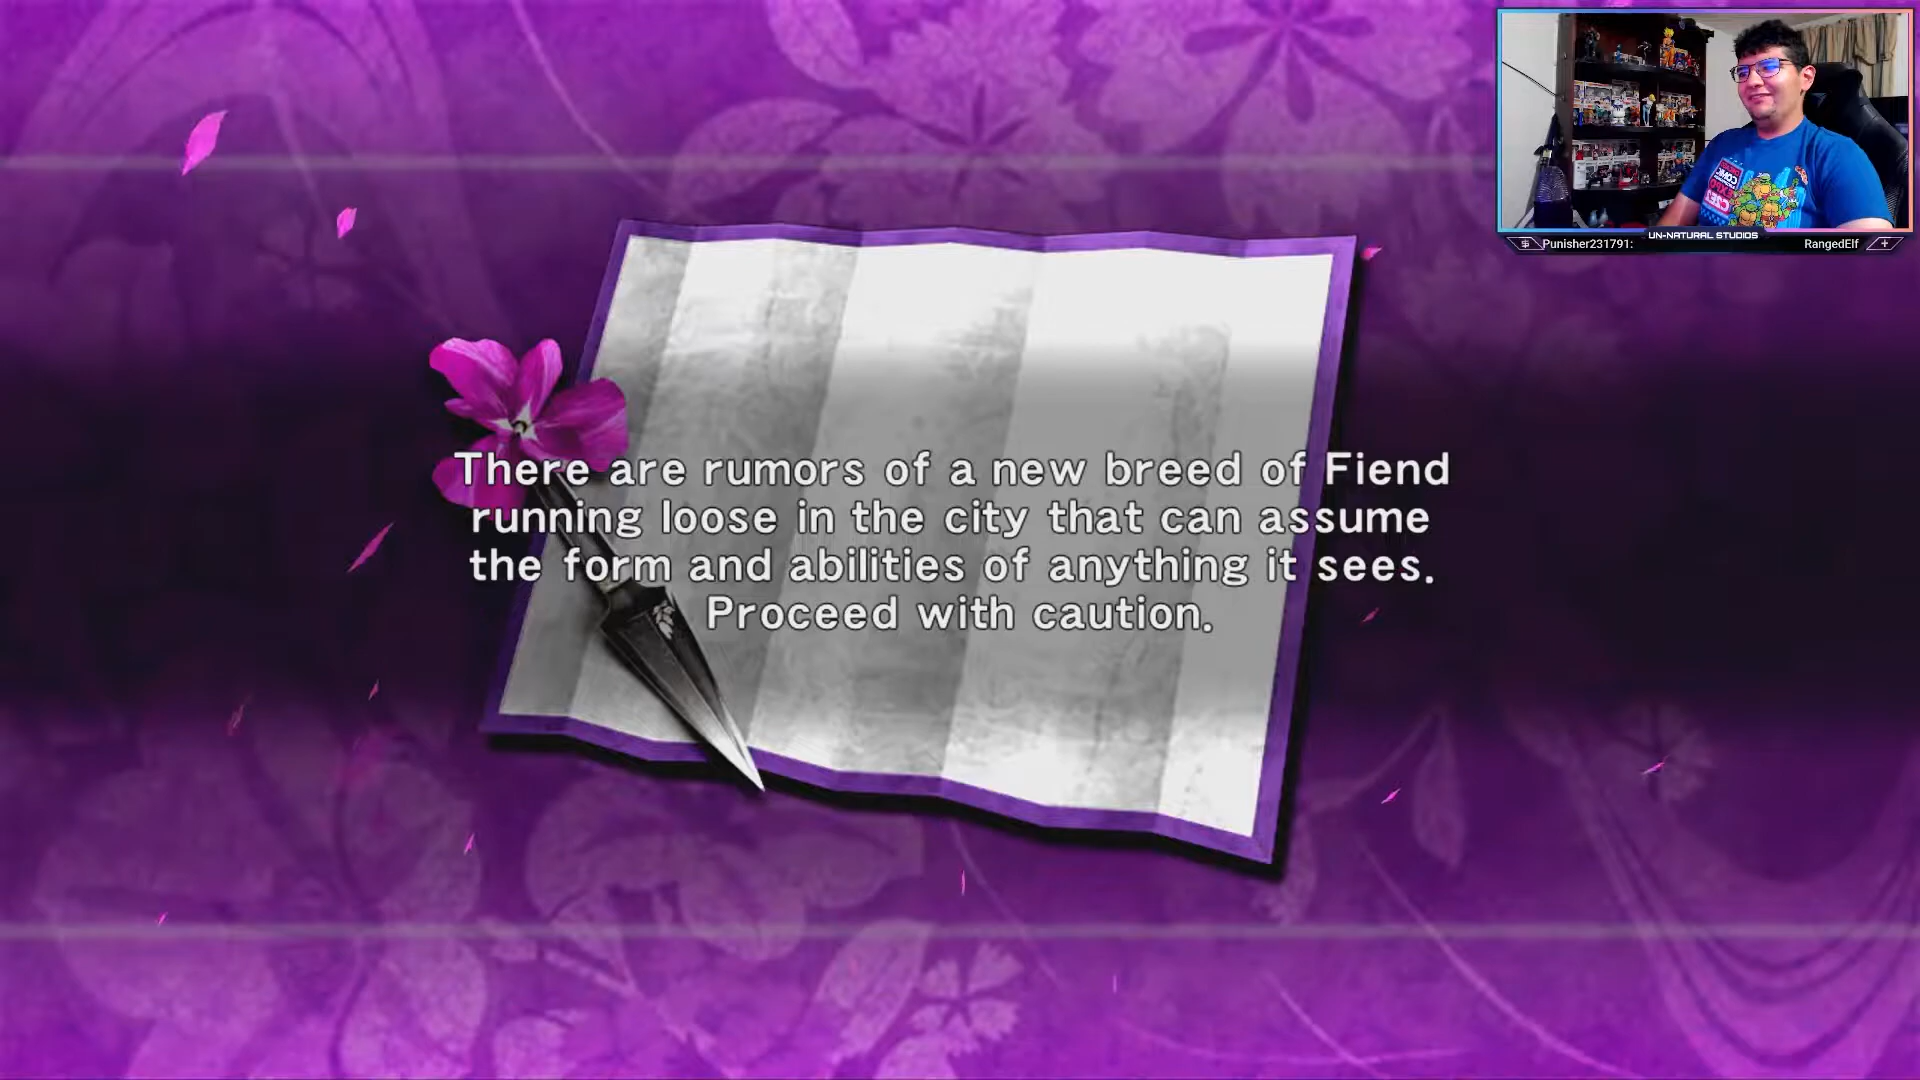 There are rumors of a new breed of Fiend
running loose in the city that can assume
the form and abilities of anything it sees.
Proceed with caution.
UN-NATURAL STUDIOS
Punisher231791:
RangedElf